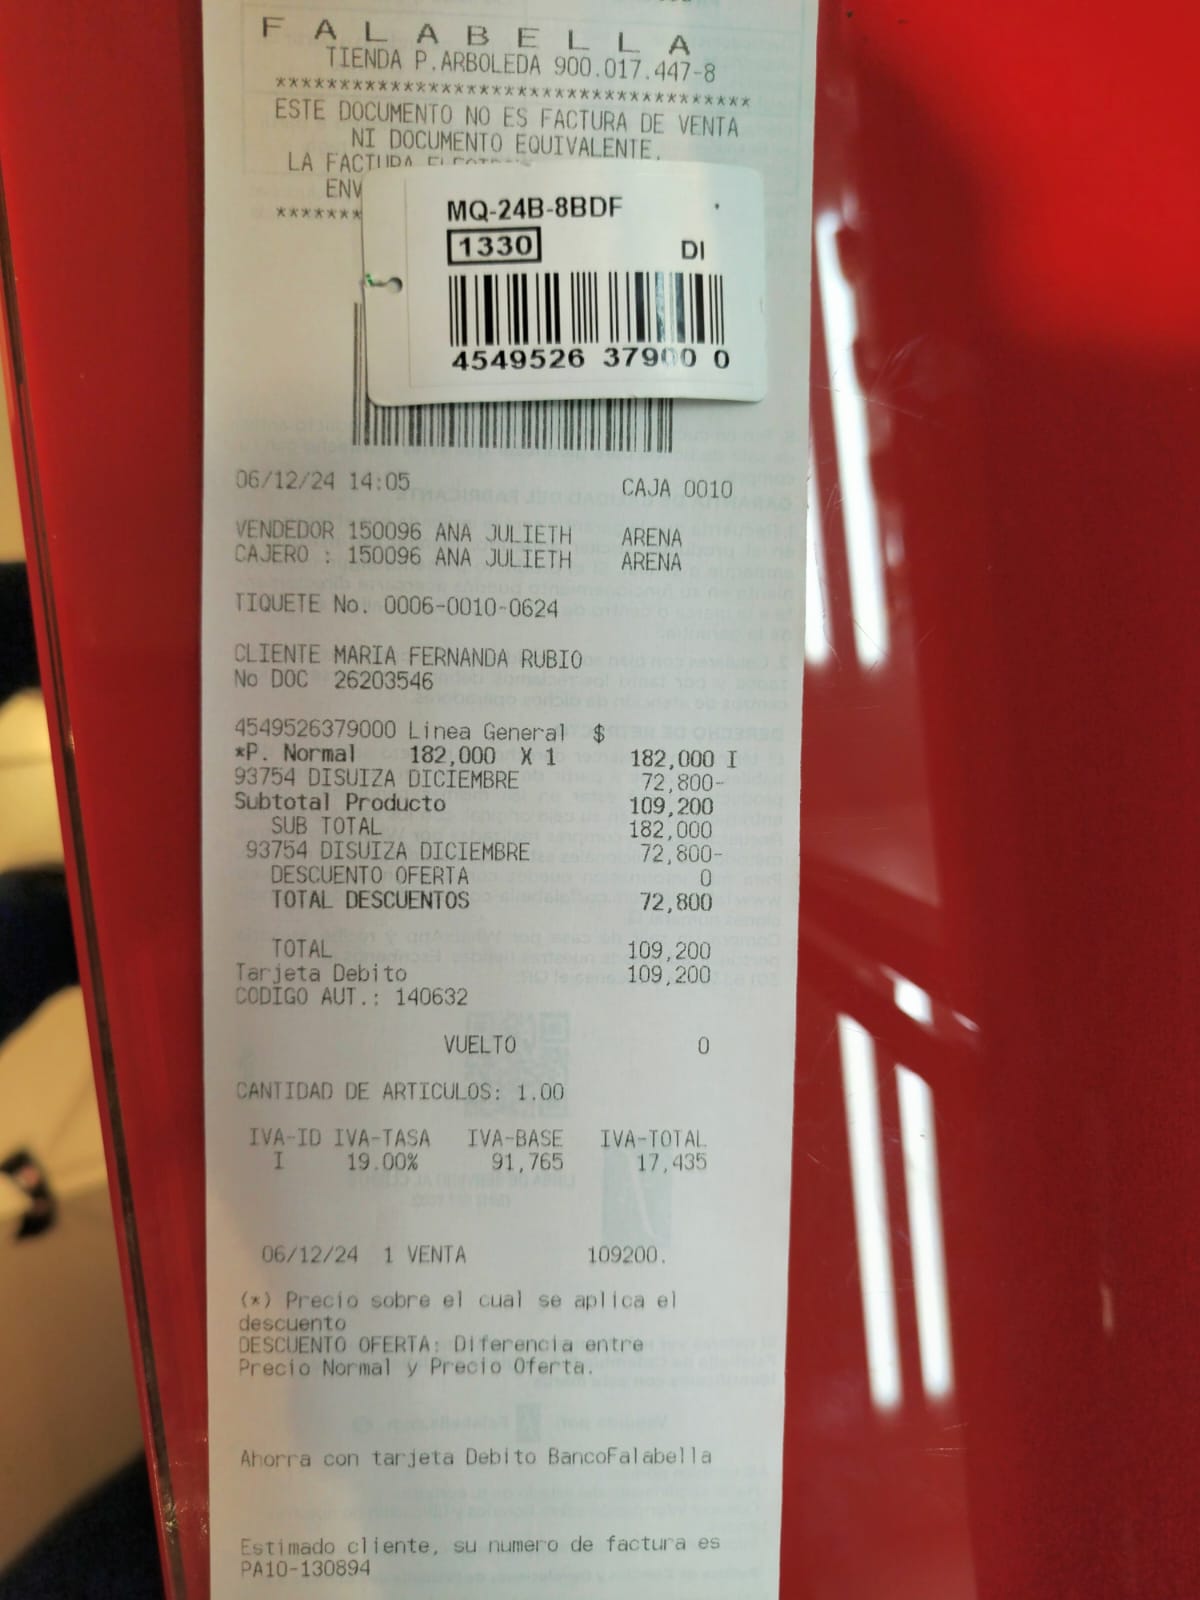 F A L A B E L L A
TIENDA P.ARBOLEDA 900.017.447-8
**************************************
ESTE DOCUMENTO NO ES FACTURA DE VENTA
NI DOCUMENTO EQUIVALENTE.
LA FACTURA
ENV
*******
MQ-24B-8BDF
1330 DI
4549526 37900 0
06/12/24 14:05 CAJA 0010
VENDEDOR 150096 ANA JULIETH ARENA
CAJERO : 150096 ANA JULIETH ARENA
TIQUETE No. 0006-0010-0624
CLIENTE MARIA FERNANDA RUBIO
No DOC 26203546
4549526379000 Linea General $
*P. Normal 182,000 X 1 182,000 I
93754 DISUIZA DICIEMBRE 72,800-
Subtotal Producto 109,200
SUB TOTAL 182,000
93754 DISUIZA DICIEMBRE 72,800-
DESCUENTO OFERTA 0
TOTAL DESCUENTOS 72,800
TOTAL 109,200
Tarjeta Debito 109,200
CODIGO AUT.: 140632
VUELTO 0
CANTIDAD DE ARTICULOS: 1.00
IVA-ID IVA-TASA IVA-BASE IVA-TOTAL
I 19.00% 91,765 17,435
06/12/24 1 VENTA 109200.
(*) Precio sobre el cual se aplica el
descuento
DESCUENTO OFERTA: Diferencia entre
Precio Normal y Precio Oferta.
Ahorra con tarjeta Debito BancoFalabella
Estimado cliente, su numero de factura es
PA10-130894